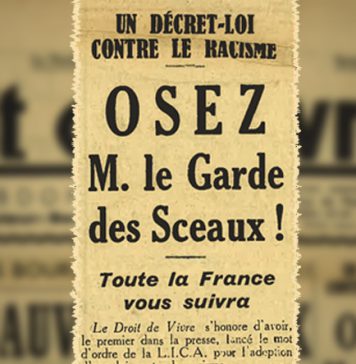 UN DÉCRET-LOI
CONTRE LE RACISME
OSEZ
M. le Garde
des Sceaux !
Toute la France
vous suivra
Le Droit de Vivre s'honore d'avoir,
le premier dans la presse, lancé le mot
d'ordre de la L.I.C.A. pour l'adoption